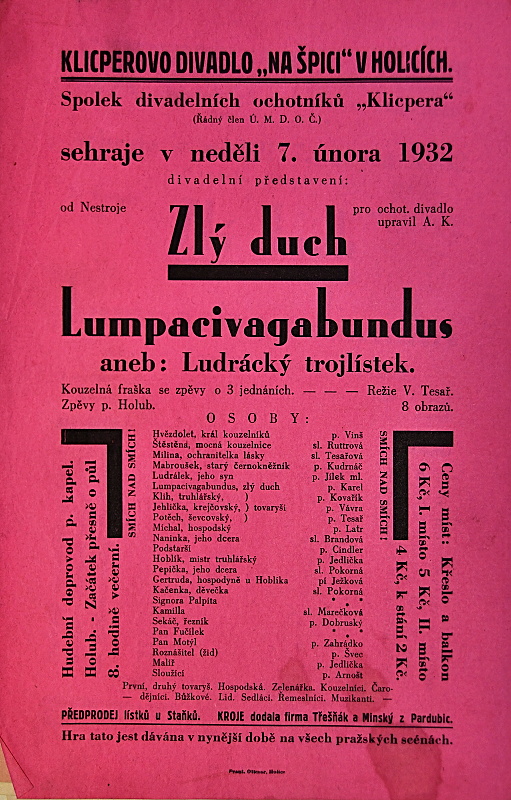 KLICPEROVO DIVADLO „NA ŠPICI“ V HOLICÍCH.
Spolek divadelních ochotníků „Klicpera“
(Řádný člen Ú. M. D. O. Č.)
sehraje v neděli 7. února 1932
divadelní představení:
od Nestroje
pro ochot. divadlo
upravil A. K.
Zlý duch
Lumpacivagabundus
aneb: Ludrácký trojlístek.
Kouzelná fraška se zpěvy o 3 jednáních. — — — Režie V. Tesař.
Zpěvy p. Holub. 8 obrazů.
OSOBY:
Hudební doprovod p. kapel.
Holub. - Začátek přesně o půl
8. hodině večerní.
SMÍCH NAD SMÍCH!
Hvězdolet, král kouzelníků p. Vinš
Štěstěna, mocná kouzelnice sl. Ruttrová
Milina, ochranitelka lásky sl. Tesařová
Mabroušek, starý černokněžník p. Kudrnáč
Ludrálek, jeho syn p. Jílek ml.
Lumpacivagabundus, zlý duch p. Karel
Klih, truhlářský, ) p. Kovařík
Jehlička, krejčovský, ) tovaryši p. Vávra
Potěch, ševcovský, ) p. Tesař
Michal, hospodský p. Latr
Naninka, jeho dcera sl. Brandová
Podstarší p. Cindler
Hoblík, mistr truhlářský p. Jedlička
Pepička, jeho dcera sl. Pokorná
Gertruda, hospodyně u Hoblíka pí Ježková
Kačenka, děvečka sl. Pokorná
Signora Palpita * * *
Kamilla sl. Marečková
Sekáč, řezník p. Dobruský
Pan Fučílek * * *
Pan Motýl p. Zahrádko
Roznášitel (žid) p. Švec
Malíř p. Jedlička
Sloužící p. Arnošt
SMÍCH NAD SMÍCH!
Ceny míst: Křeslo a balkon
6 Kč, I. místo 5 Kč, II. místo
4 Kč, k stání 2 Kč.
První, druhý tovaryš. Hospodská. Zelenářka. Kouzelníci, Čaro-
— dějníci. Bůžkové. Lid. Sedláci. Řemeslníci. Muzikanti. —
PŘEDPRODEJ lístků u Staňků. KROJE dodala firma Třešňák a Minský z Pardubic.
Hra tato jest dávána v nynější době na všech pražských scénách.
Holice